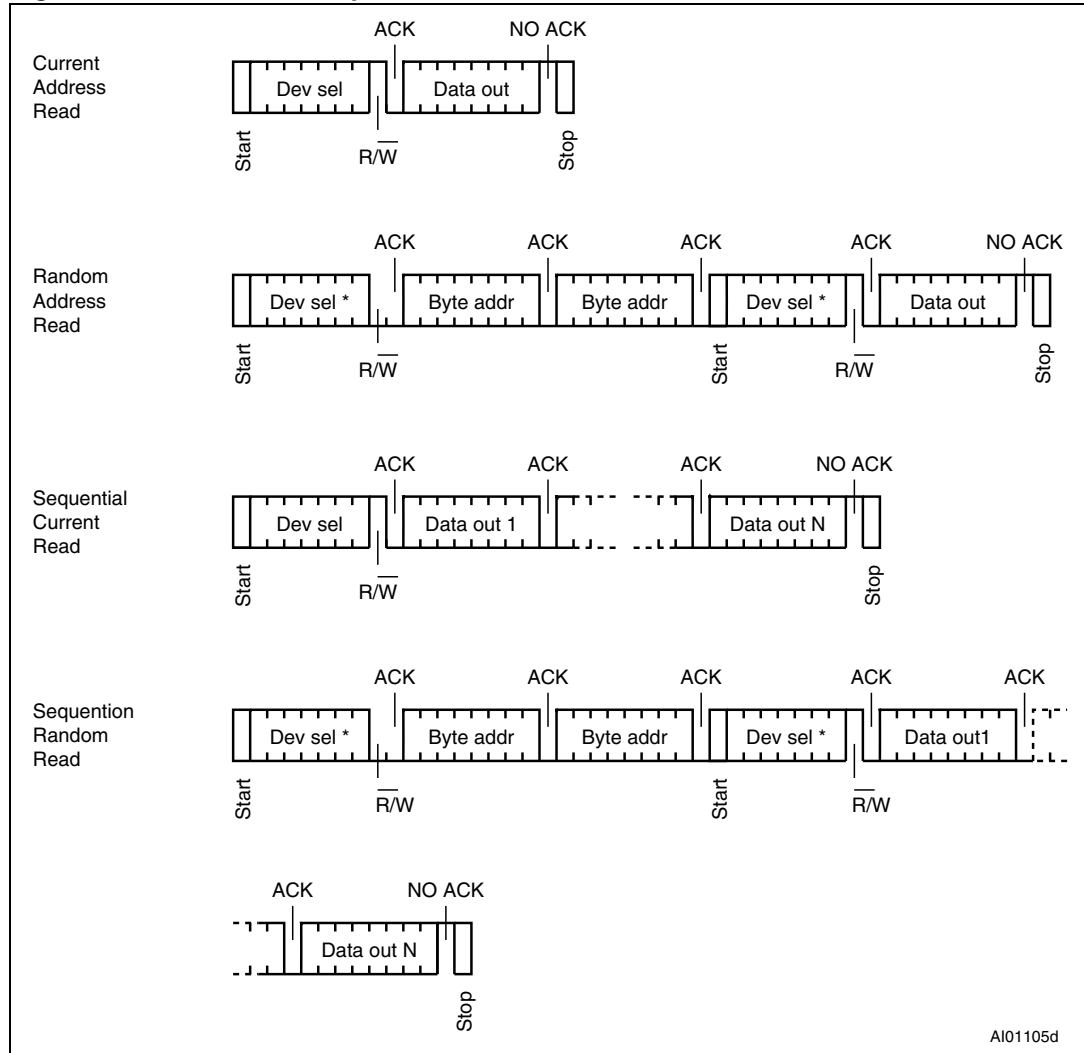 ACK NO ACK
Current
Address
Read
Dev sel Data out
Start R/W̅ Stop
ACK ACK ACK ACK NO ACK
Random
Address
Read
Dev sel * Byte addr Byte addr Dev sel * Data out
Start R/W̅ Start R/W̅ Stop
ACK ACK ACK NO ACK
Sequential
Current
Read
Dev sel Data out 1 Data out N
Start R/W̅ Stop
ACK ACK ACK ACK ACK
Sequention
Random
Read
Dev sel * Byte addr Byte addr Dev sel * Data out1
Start R̅/W Start R̅/W
ACK NO ACK
Data out N
Stop
AI01105d